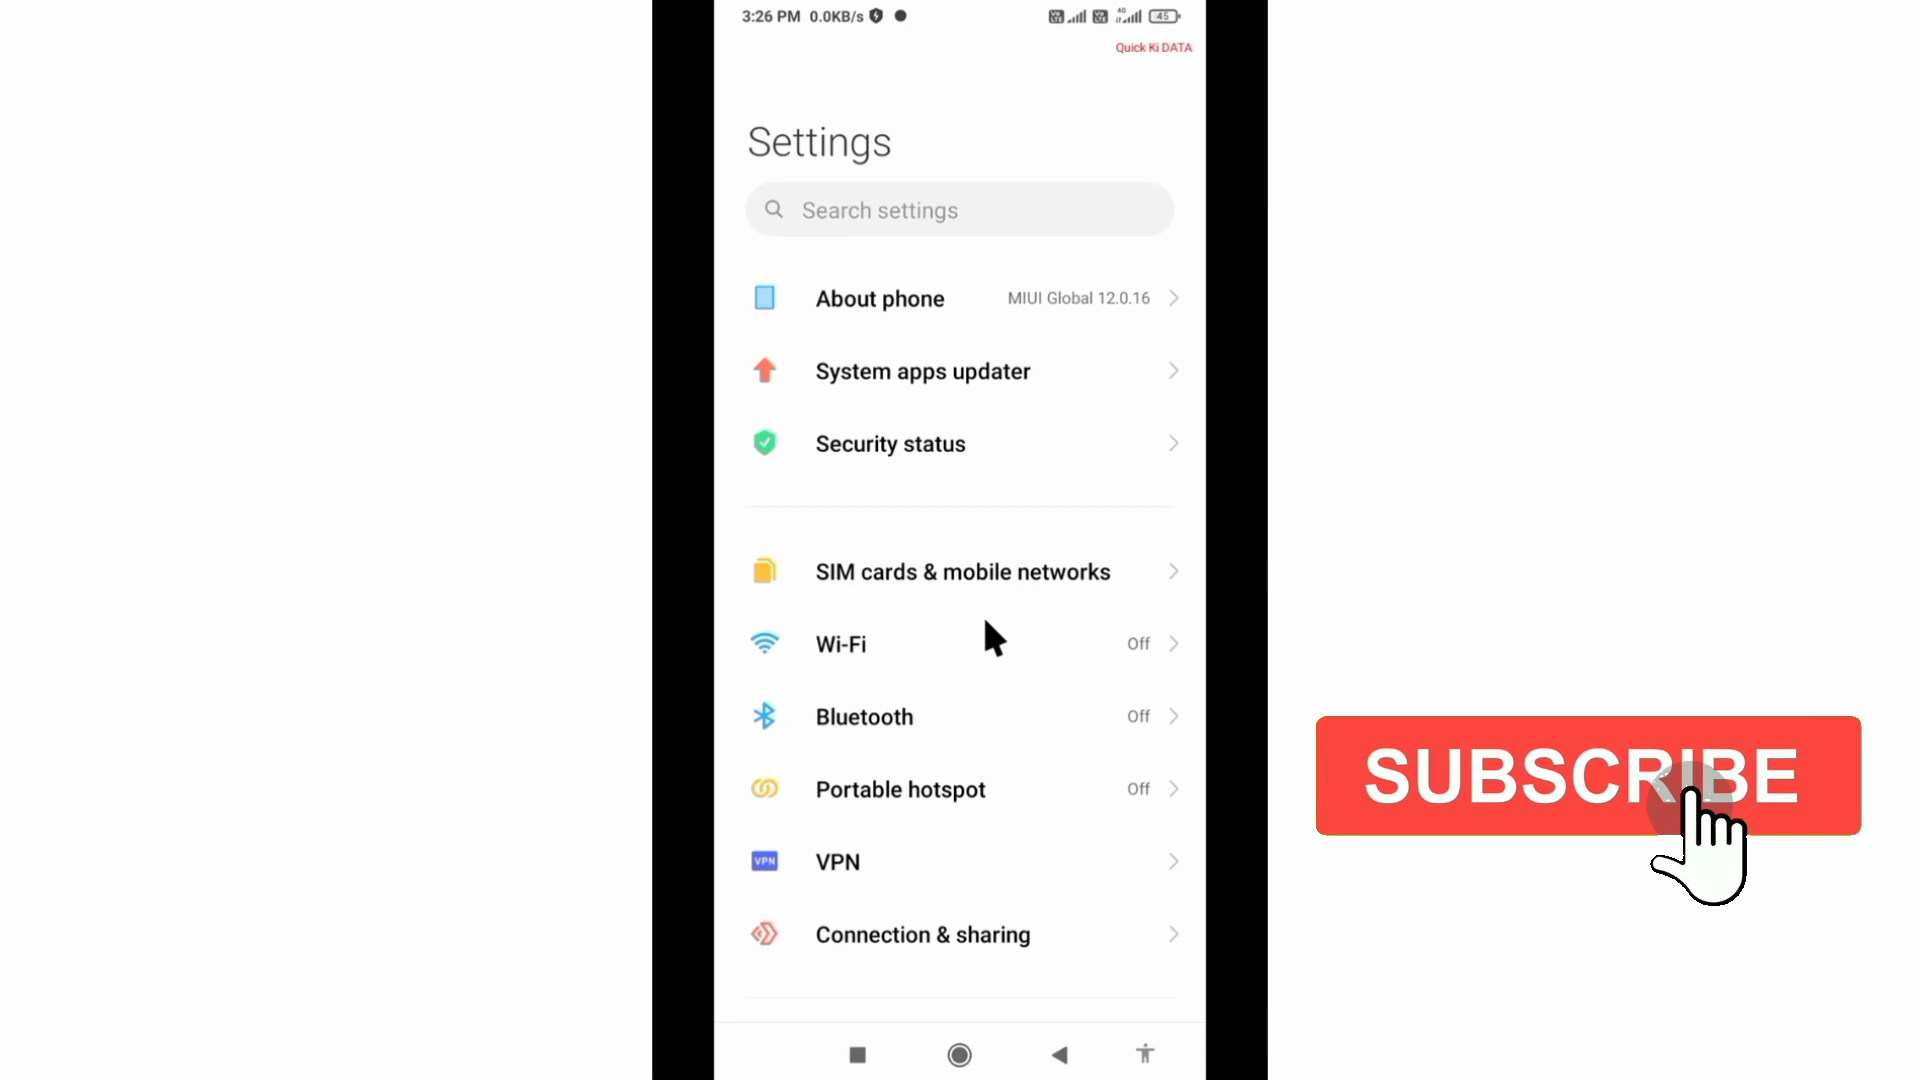 3:26 PM 0.0KB/s 4G 45
Quick Ki DATA
Settings
Search settings
About phone MIUI Global 12.0.16
System apps updater
Security status
SIM cards & mobile networks
Wi-Fi Off
Bluetooth Off
Portable hotspot Off
VPN VPN
Connection & sharing
SUBSCRIBE